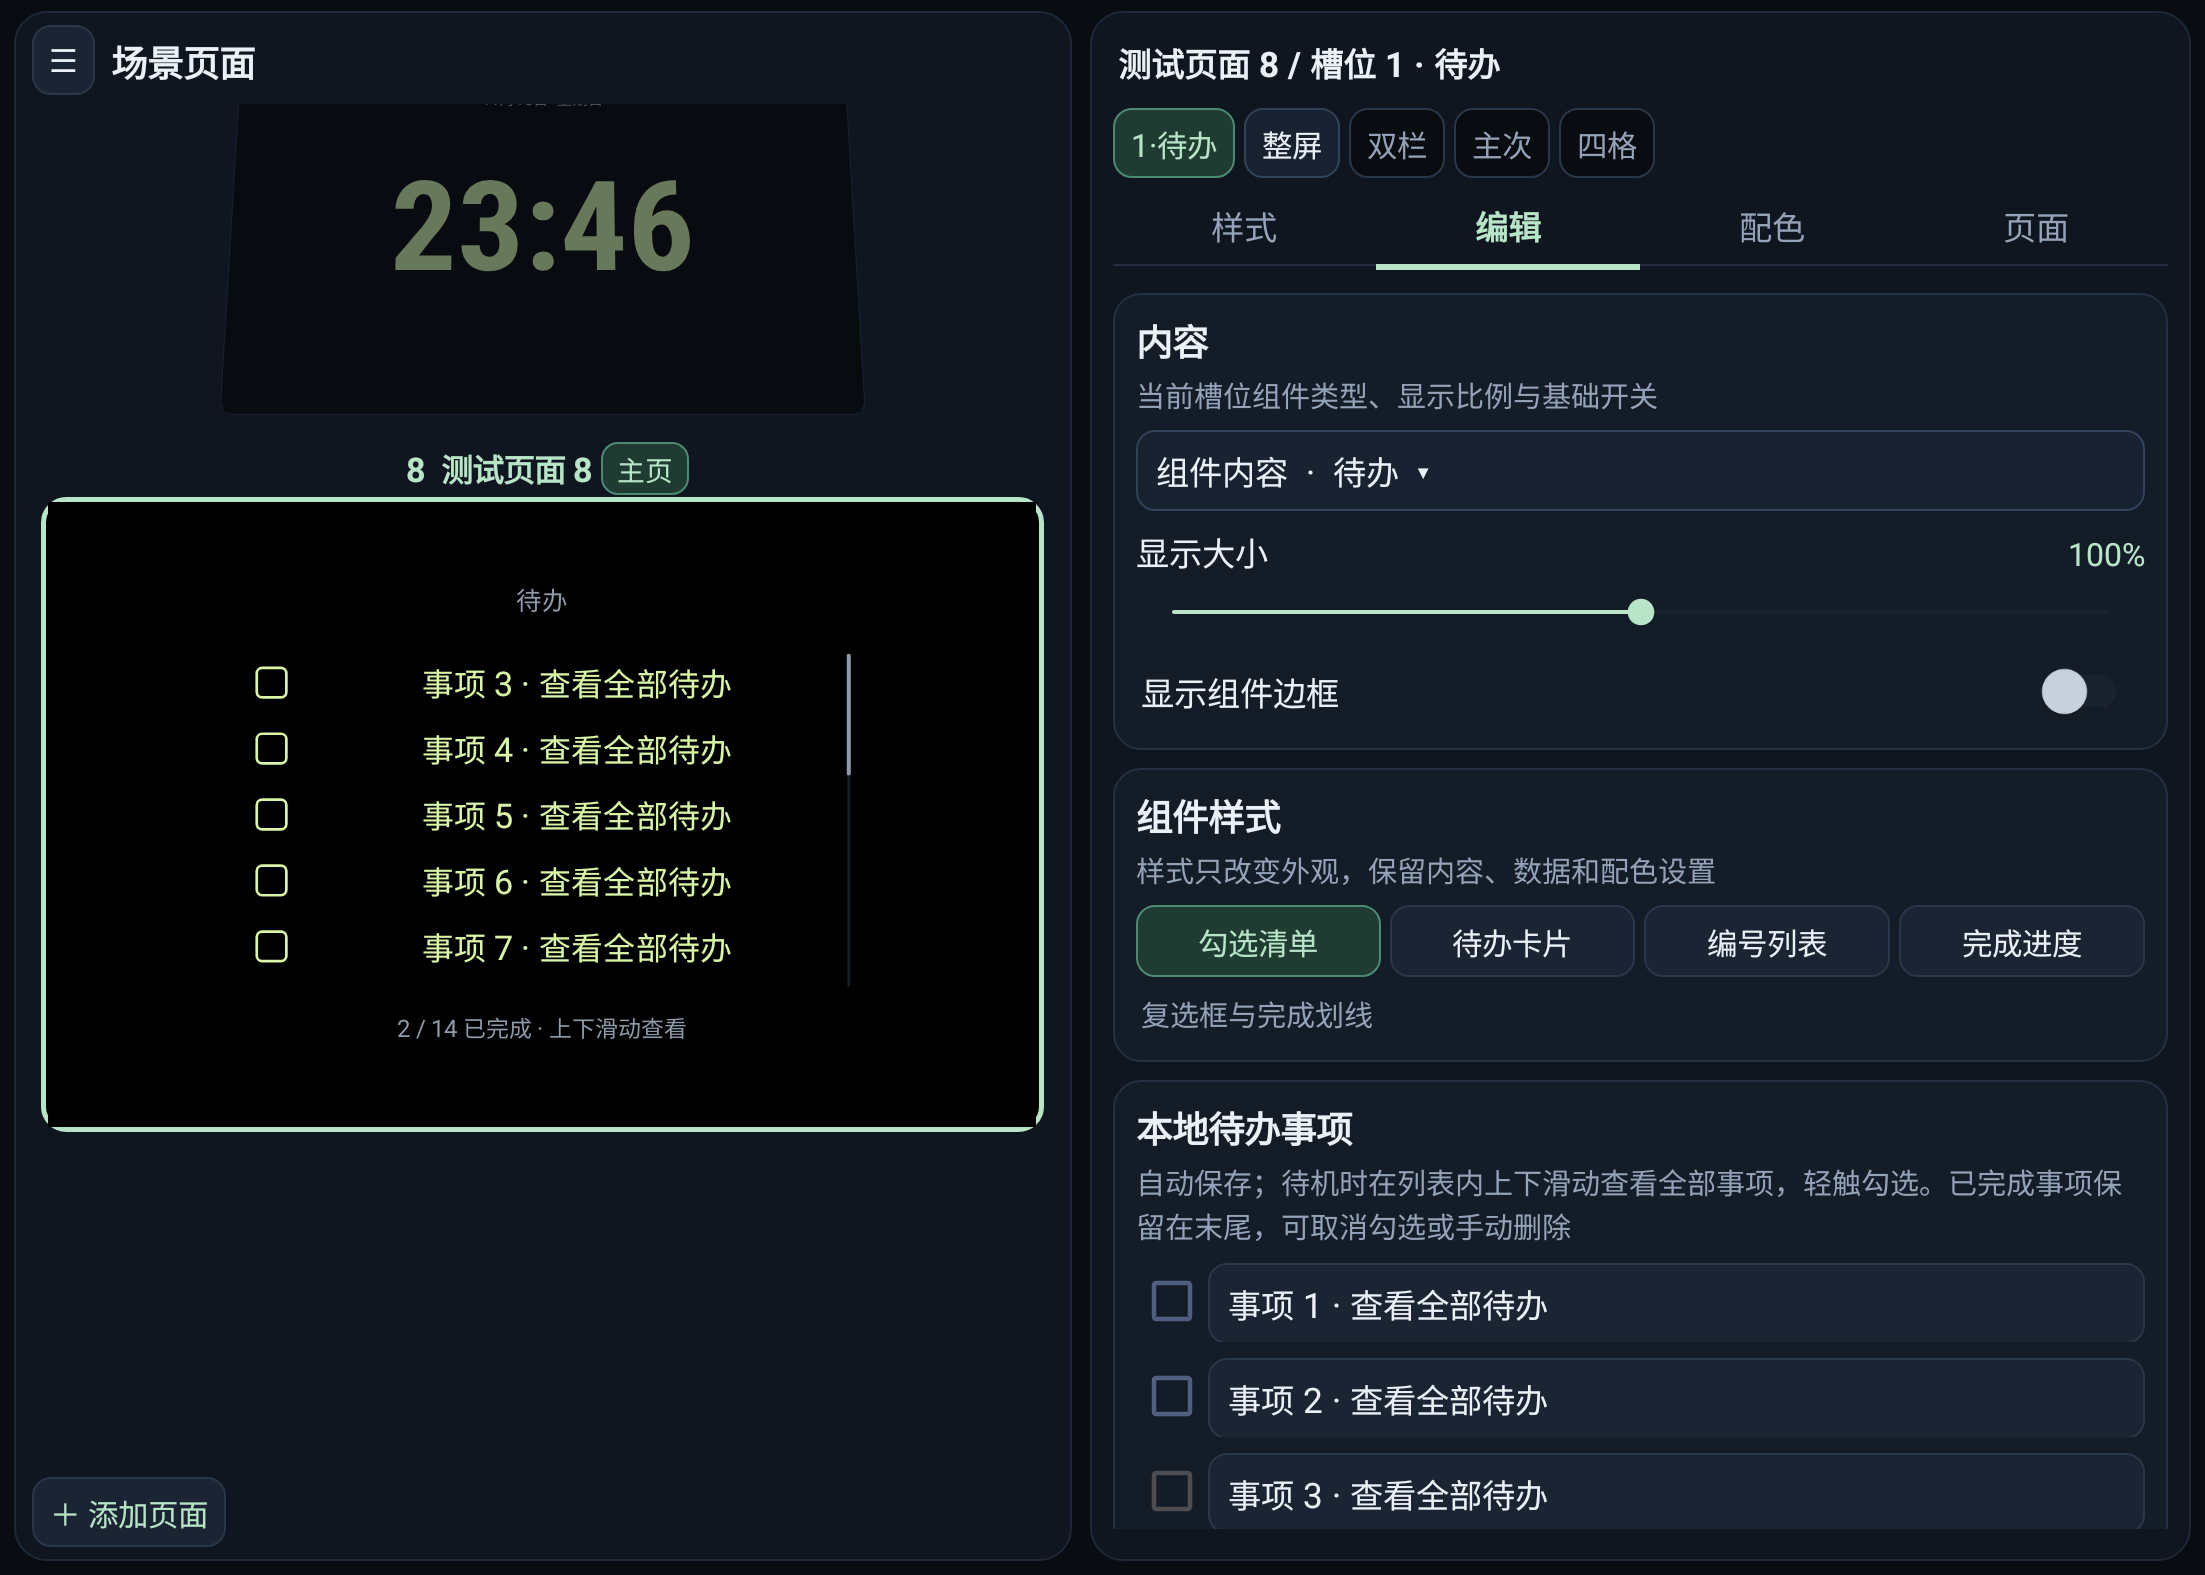 ☰ 场景页面
23:46
8 测试页面 8 主页
待办
事项 3 · 查看全部待办
事项 4 · 查看全部待办
事项 5 · 查看全部待办
事项 6 · 查看全部待办
事项 7 · 查看全部待办
2 / 14 已完成 · 上下滑动查看
＋ 添加页面
测试页面 8 / 槽位 1 · 待办
1·待办 整屏 双栏 主次 四格
样式 编辑 配色 页面
内容
当前槽位组件类型、显示比例与基础开关
组件内容 · 待办 ▾
显示大小 100%
显示组件边框
组件样式
样式只改变外观，保留内容、数据和配色设置
勾选清单 待办卡片 编号列表 完成进度
复选框与完成划线
本地待办事项
自动保存；待机时在列表内上下滑动查看全部事项，轻触勾选。已完成事项保
留在末尾，可取消勾选或手动删除
事项 1 · 查看全部待办
事项 2 · 查看全部待办
事项 3 · 查看全部待办